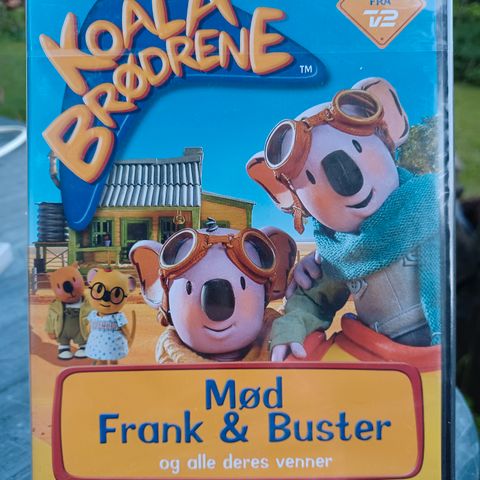 FRA
TV2
KOALA
BRØDRENE
TM
Mød
Frank & Buster
og alle deres venner